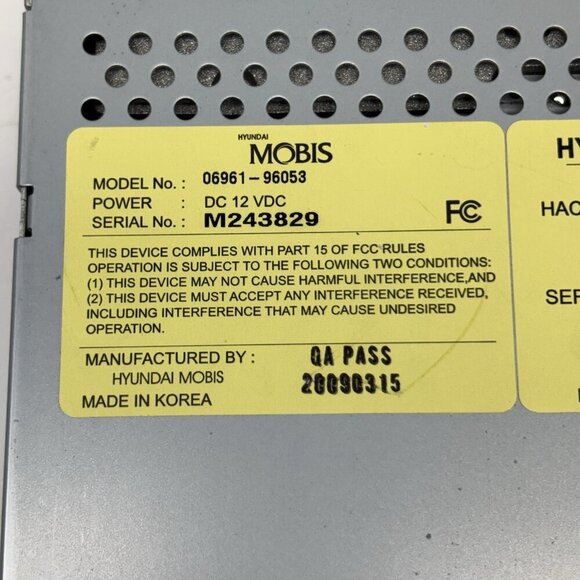 HYUNDAI
MOBIS
MODEL No. : 06961-96053
POWER : DC 12 VDC
SERIAL No. : M243829
FC
THIS DEVICE COMPLIES WITH PART 15 OF FCC RULES
OPERATION IS SUBJECT TO THE FOLLOWING TWO CONDITIONS:
(1) THIS DEVICE MAY NOT CAUSE HARMFUL INTERFERENCE,AND
(2) THIS DEVICE MUST ACCEPT ANY INTERFERENCE RECEIVED,
INCLUDING INTERFERENCE THAT MAY CAUSE UNDESIRED
OPERATION.
MANUFACTURED BY : QA PASS
HYUNDAI MOBIS 20090315
MADE IN KOREA
HY
HAC
SER